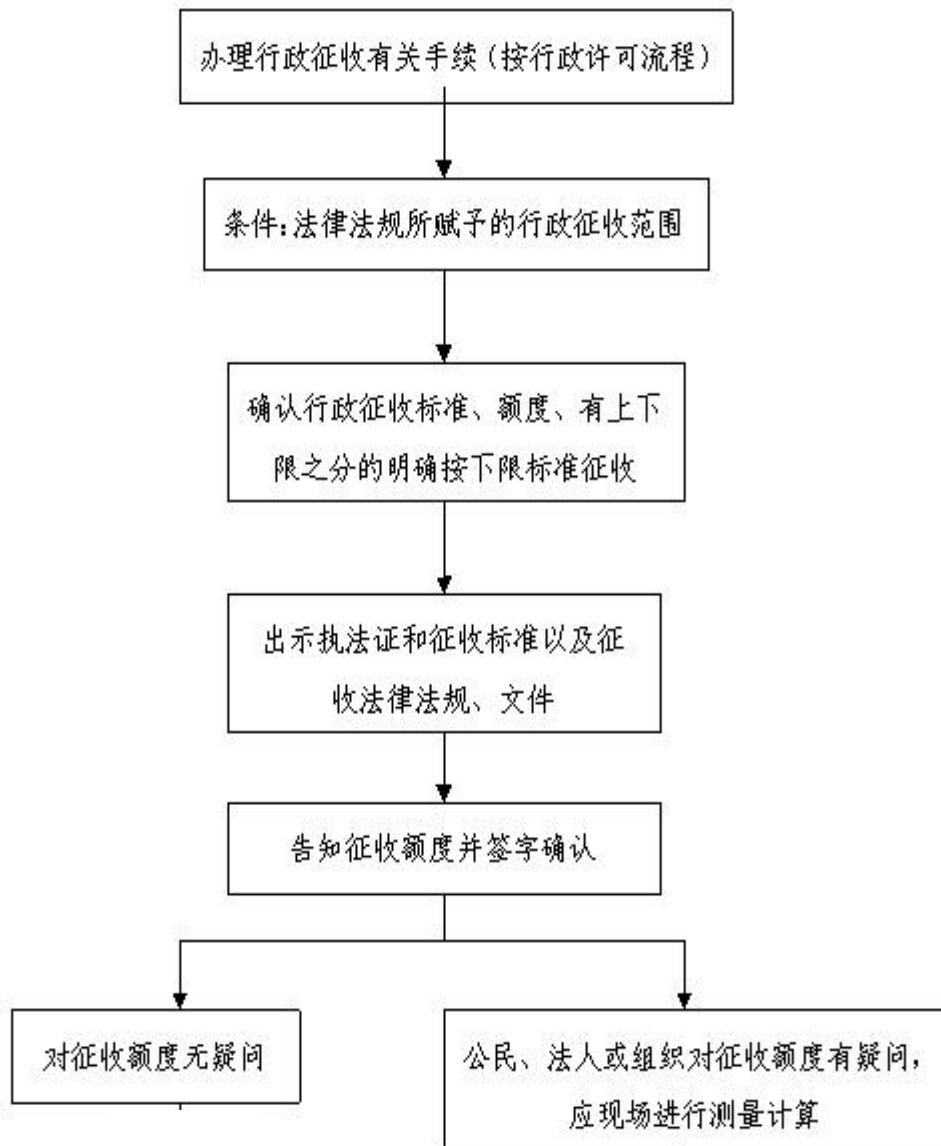 办理行政征收有关手续（按行政许可流程）
条件：法律法规所赋子的行政征收范围
确认行政征收标准、额度、有上下
限之分的明确按下限标准征收
出示执法证和征收标准以及征
收法律法规、文件
告知征收额度并签字确认
对征收额度无疑问
公民、法人或组织对征收额度有疑问，
应现场进行测量计算